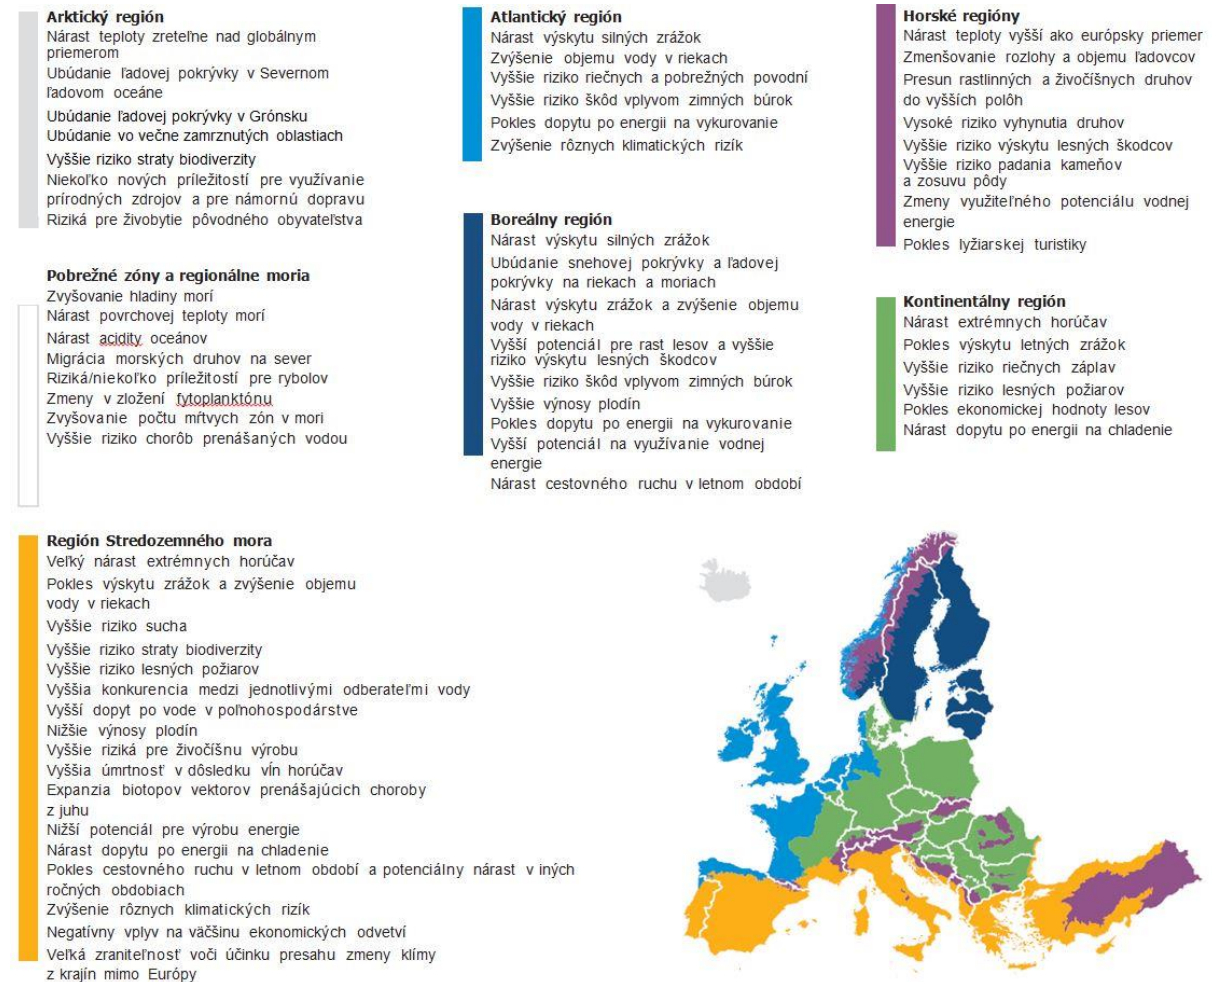 Arktický región
Nárast teploty zreteľne nad globálnym
priemerom
Ubúdanie ľadovej pokrývky v Severnom
ľadovom oceáne
Ubúdanie ľadovej pokrývky v Grónsku
Ubúdanie vo večne zamrznutých oblastiach
Vyššie riziko straty biodiverzity
Niekoľko nových príležitostí pre využívanie
prírodných zdrojov a pre námornú dopravu
Riziká pre živobytie pôvodného obyvateľstva
Pobrežné zóny a regionálne moria
Zvyšovanie hladiny morí
Nárast povrchovej teploty morí
Nárast acidity oceánov
Migrácia morských druhov na sever
Riziká/niekoľko príležitostí pre rybolov
Zmeny v zložení fytoplanktónu
Zvyšovanie počtu mŕtvych zón v mori
Vyššie riziko chorôb prenášaných vodou
Atlantický región
Nárast výskytu silných zrážok
Zvýšenie objemu vody v riekach
Vyššie riziko riečnych a pobrežných povodní
Vyššie riziko škôd vplyvom zimných búrok
Pokles dopytu po energii na vykurovanie
Zvýšenie rôznych klimatických rizík
Boreálny región
Nárast výskytu silných zrážok
Ubúdanie snehovej pokrývky a ľadovej
pokrývky na riekach a moriach
Nárast výskytu zrážok a zvýšenie objemu
vody v riekach
Vyšší potenciál pre rast lesov a vyššie
riziko výskytu lesných škodcov
Vyššie riziko škôd vplyvom zimných búrok
Vyššie výnosy plodín
Pokles dopytu po energii na vykurovanie
Vyšší potenciál na využívanie vodnej
energie
Nárast cestovného ruchu v letnom období
Horské regióny
Nárast teploty vyšší ako európsky priemer
Zmenšovanie rozlohy a objemu ľadovcov
Presun rastlinných a živočíšnych druhov
do vyšších polôh
Vysoké riziko vyhynutia druhov
Vyššie riziko výskytu lesných škodcov
Vyššie riziko padania kameňov
a zosuvu pôdy
Zmeny využiteľného potenciálu vodnej
energie
Pokles lyžiarskej turistiky
Kontinentálny región
Nárast extrémnych horúčav
Pokles výskytu letných zrážok
Vyššie riziko riečnych záplav
Vyššie riziko lesných požiarov
Pokles ekonomickej hodnoty lesov
Nárast dopytu po energii na chladenie
Región Stredozemného mora
Veľký nárast extrémnych horúčav
Pokles výskytu zrážok a zvýšenie objemu
vody v riekach
Vyššie riziko sucha
Vyššie riziko straty biodiverzity
Vyššie riziko lesných požiarov
Vyššia konkurencia medzi jednotlivými odberateľmi vody
Vyšší dopyt po vode v poľnohospodárstve
Nižšie výnosy plodín
Vyššie riziká pre živočíšnu výrobu
Vyššia úmrtnosť v dôsledku vĺn horúčav
Expanzia biotopov vektorov prenášajúcich choroby
z juhu
Nižší potenciál pre výrobu energie
Nárast dopytu po energii na chladenie
Pokles cestovného ruchu v letnom období a potenciálny nárast v iných
ročných obdobiach
Zvýšenie rôznych klimatických rizík
Negatívny vplyv na väčšinu ekonomických odvetví
Veľká zraniteľnosť voči účinku presahu zmeny klímy
z krajín mimo Európy